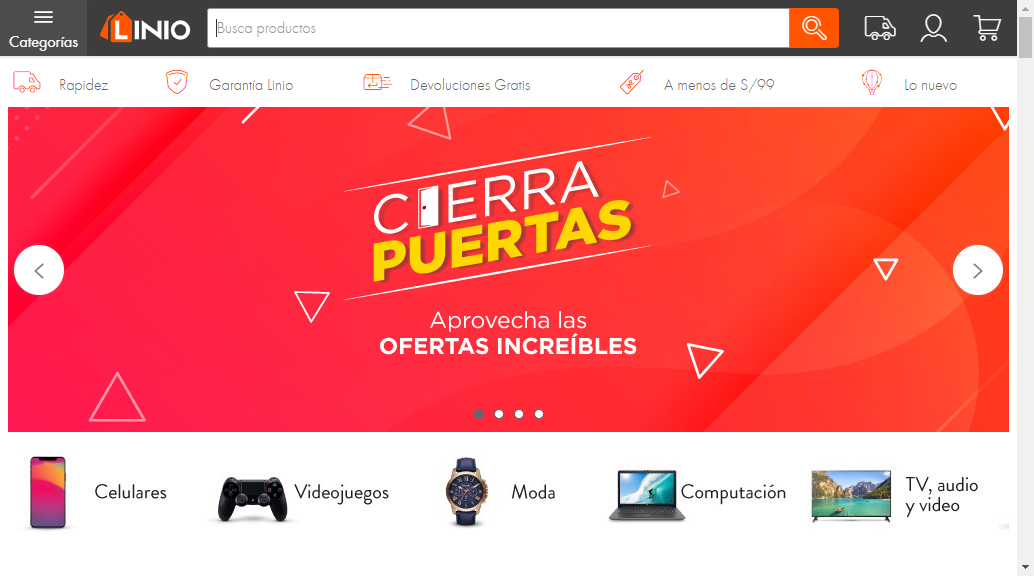 Categorías
LINIO
Busca productos
Rapidez
Garantía Linio
Devoluciones Gratis
A menos de S/99
Lo nuevo
CIERRA
PUERTAS
Aprovecha las
OFERTAS INCREÍBLES
Celulares
Videojuegos
Moda
Computación
TV, audio
y video